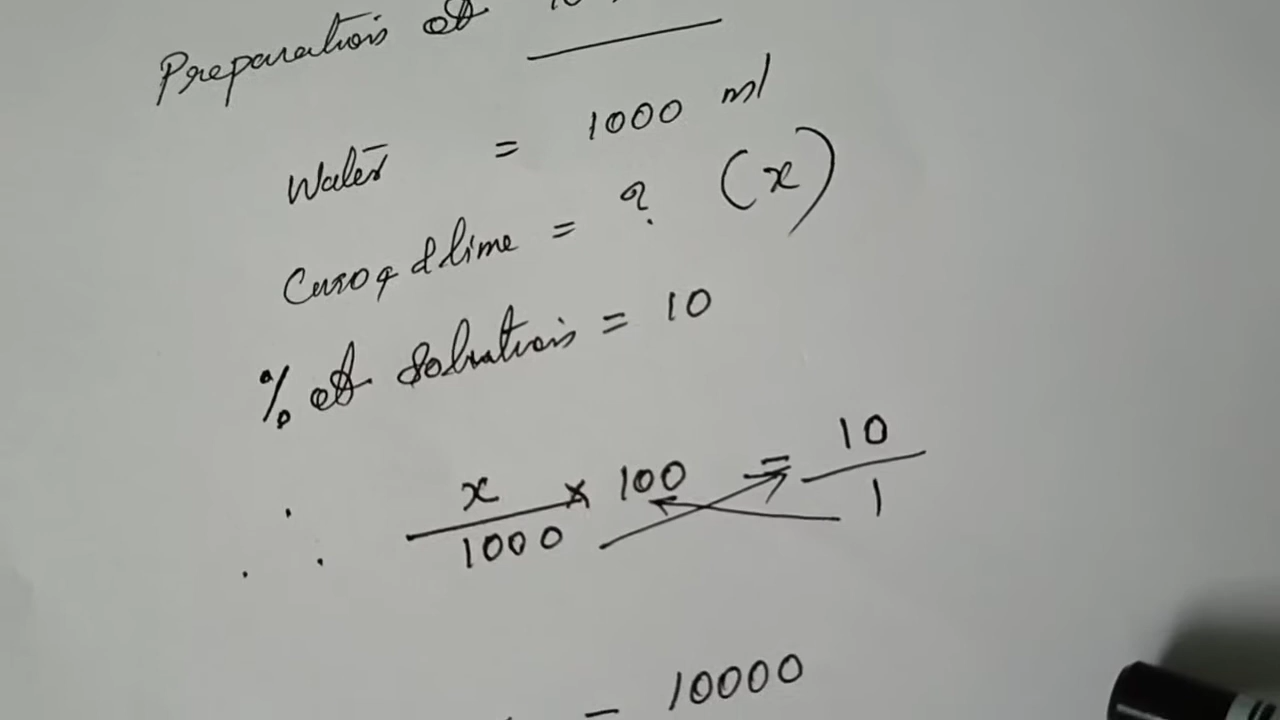 Preparation of
Water = 1000 ml
CuSO4 & lime = ? (x)
% of Solution = 10
∴ x/1000 × 100 = 10/1
= 10000